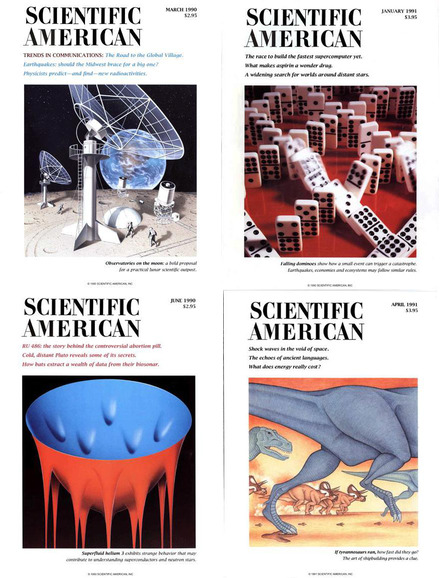 SCIENTIFIC
AMERICAN
MARCH 1990
$2.95
TRENDS IN COMMUNICATIONS: The Road to the Global Village.
Earthquakes: should the Midwest brace for a big one?
Physicists predict—and find—new radioactivities.
Observatories on the moon: a bold proposal
for a practical lunar scientific outpost.
SCIENTIFIC
AMERICAN
JANUARY 1991
$3.95
The race to build the fastest supercomputer yet.
What makes aspirin a wonder drug.
A widening search for worlds around distant stars.
Falling dominoes show how a small event can trigger a catastrophe.
Earthquakes, economies and ecosystems may follow similar rules.
SCIENTIFIC
AMERICAN
JUNE 1990
$2.95
RU 486: the story behind the controversial abortion pill.
Cold, distant Pluto reveals some of its secrets.
How bats extract a wealth of data from their biosonar.
Superfluid helium 3 exhibits strange behavior that may
contribute to understanding superconductors and neutron stars.
SCIENTIFIC
AMERICAN
APRIL 1991
$3.95
Shock waves in the void of space.
The echoes of ancient languages.
What does energy really cost?
If tyrannosaurs ran, how fast did they go?
The art of shipbuilding provides a clue.